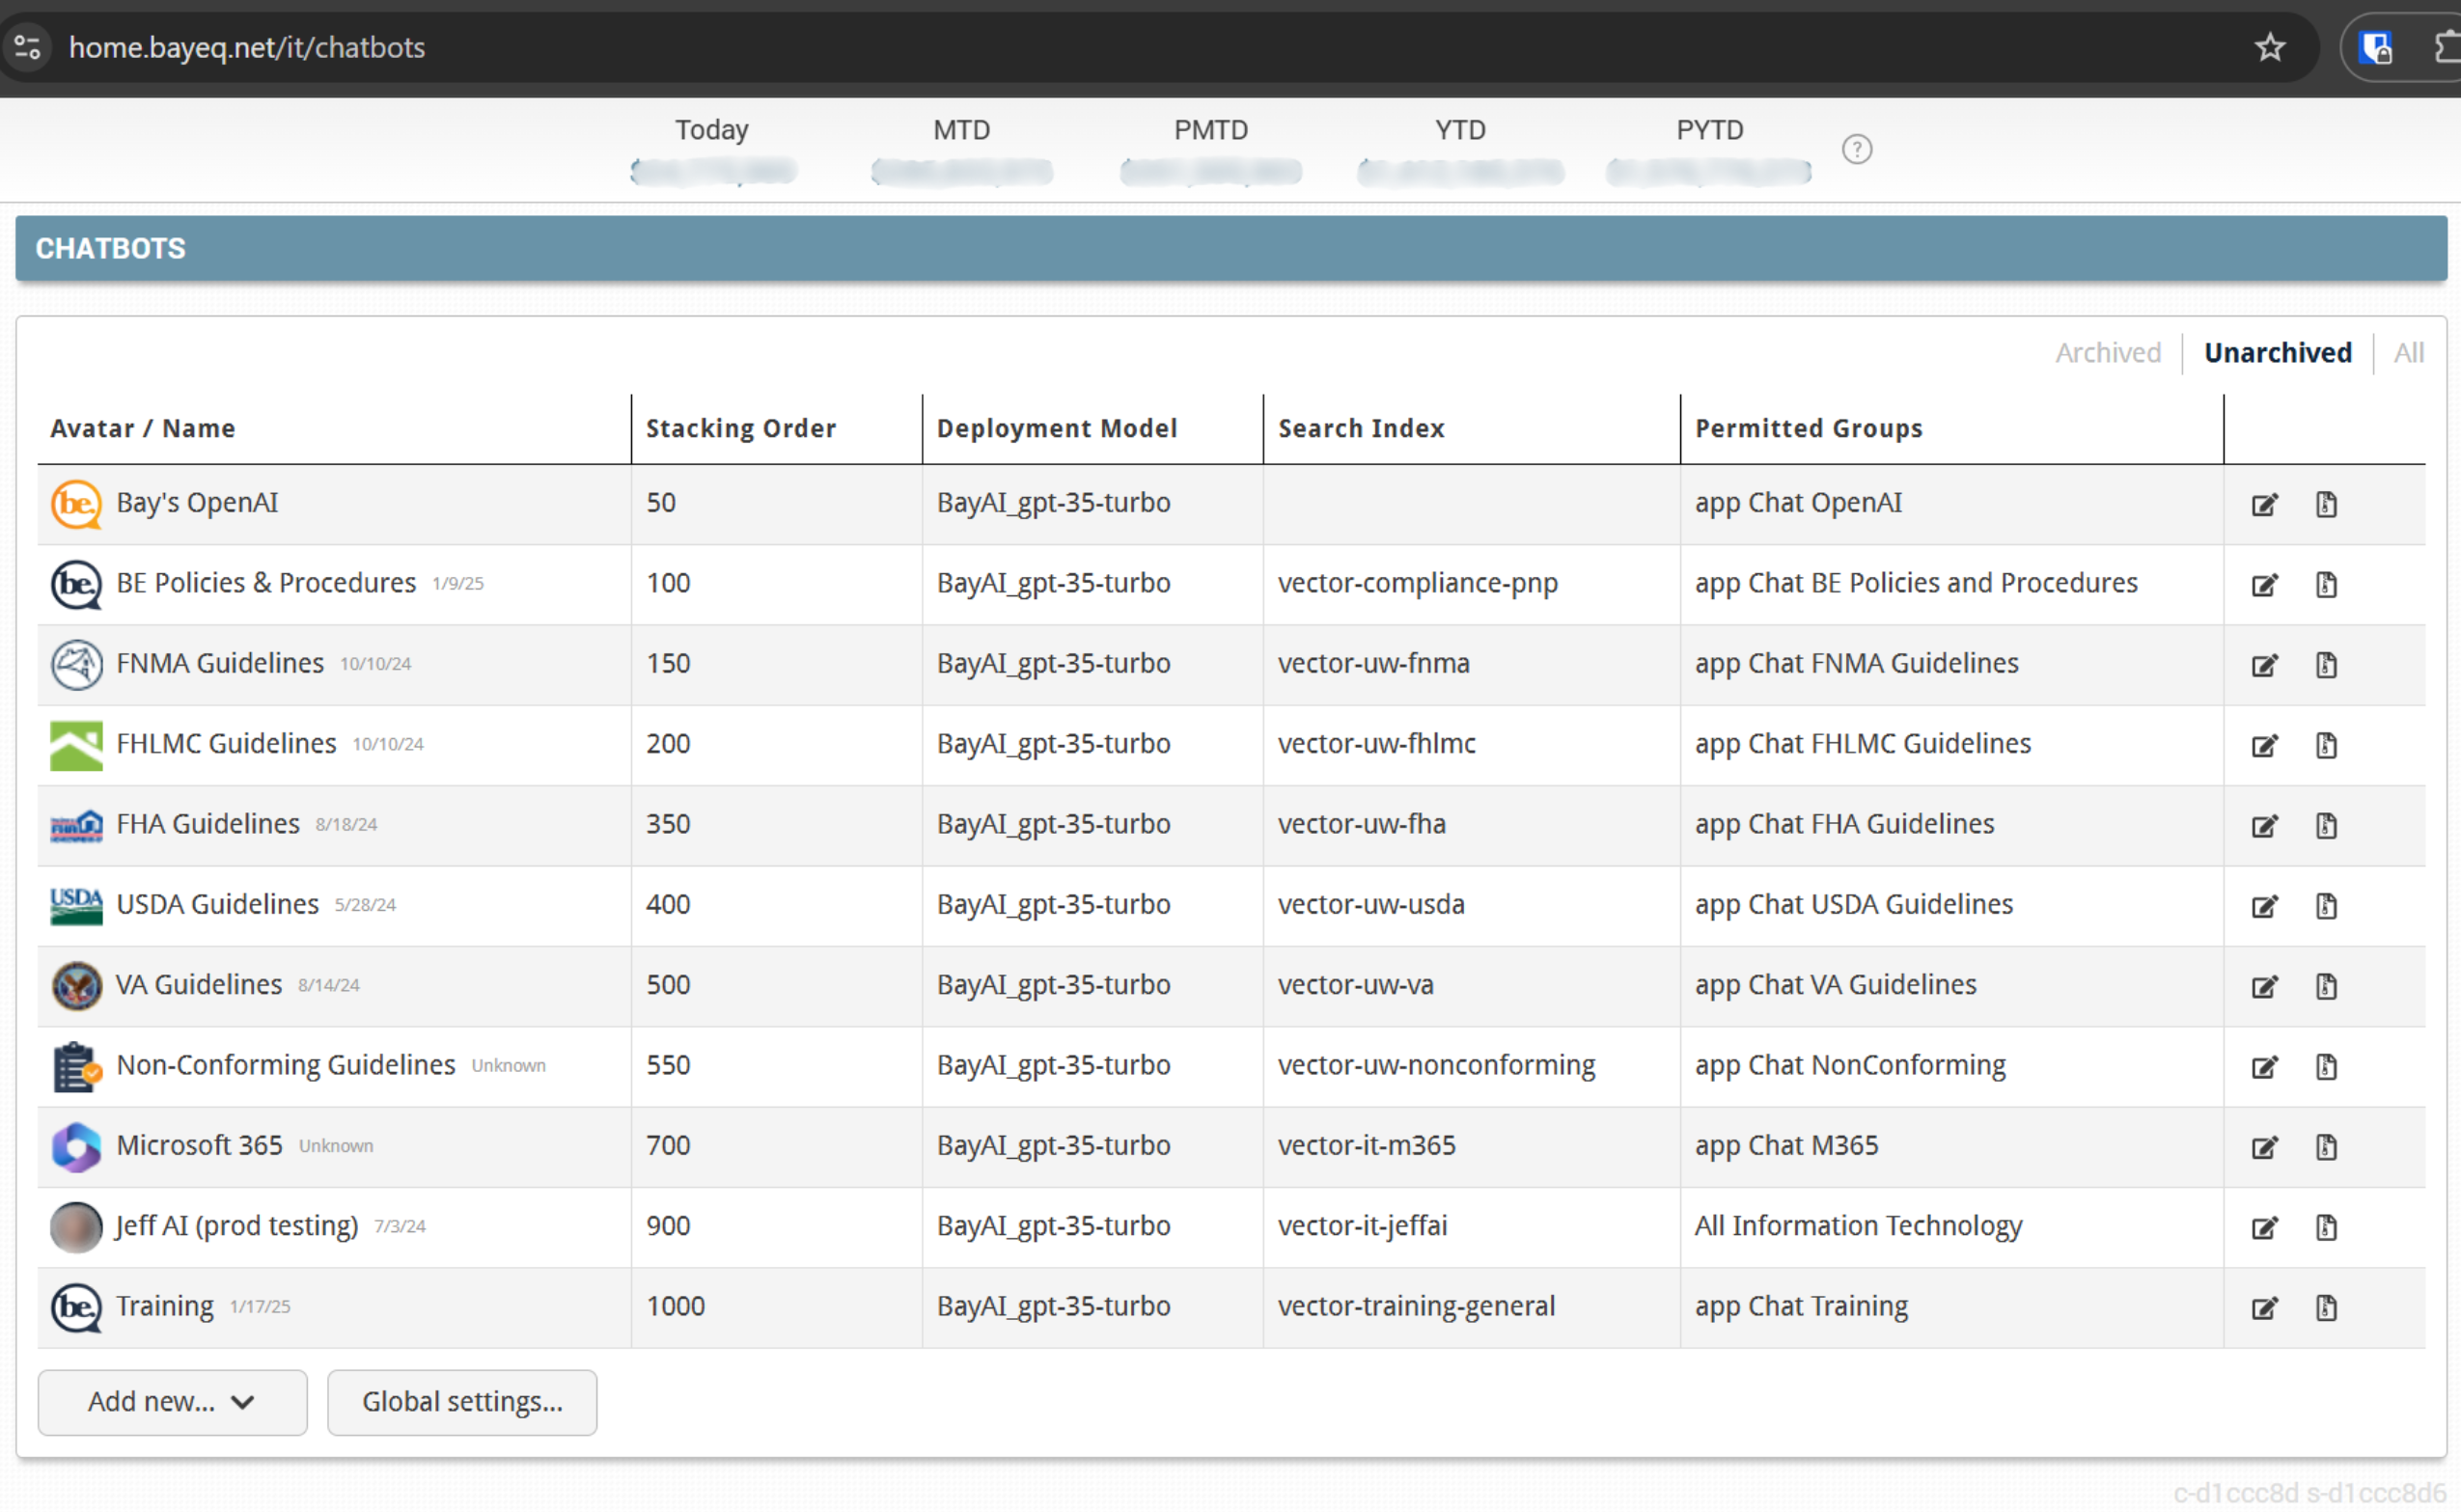 home.bayeq.net/it/chatbots
Today MTD PMTD YTD PYTD ?
CHATBOTS
Archived Unarchived All
Avatar / Name Stacking Order Deployment Model Search Index Permitted Groups
be. Bay's OpenAI 50 BayAI_gpt-35-turbo app Chat OpenAI
be. BE Policies & Procedures 1/9/25 100 BayAI_gpt-35-turbo vector-compliance-pnp app Chat BE Policies and Procedures
FNMA Guidelines 10/10/24 150 BayAI_gpt-35-turbo vector-uw-fnma app Chat FNMA Guidelines
FHLMC Guidelines 10/10/24 200 BayAI_gpt-35-turbo vector-uw-fhlmc app Chat FHLMC Guidelines
FHA Guidelines 8/18/24 350 BayAI_gpt-35-turbo vector-uw-fha app Chat FHA Guidelines
USDA USDA Guidelines 5/28/24 400 BayAI_gpt-35-turbo vector-uw-usda app Chat USDA Guidelines
VA Guidelines 8/14/24 500 BayAI_gpt-35-turbo vector-uw-va app Chat VA Guidelines
Non-Conforming Guidelines Unknown 550 BayAI_gpt-35-turbo vector-uw-nonconforming app Chat NonConforming
Microsoft 365 Unknown 700 BayAI_gpt-35-turbo vector-it-m365 app Chat M365
Jeff AI (prod testing) 7/3/24 900 BayAI_gpt-35-turbo vector-it-jeffai All Information Technology
be. Training 1/17/25 1000 BayAI_gpt-35-turbo vector-training-general app Chat Training
Add new... Global settings...
c-d1ccc8d s-d1ccc8d6